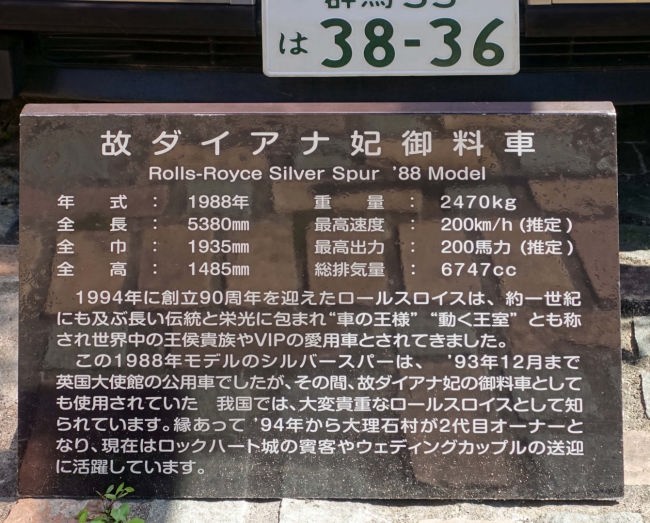 は 38-36
故ダイアナ妃御料車
Rolls-Royce Silver Spur '88 Model
年式：1988年 重量：2470kg
全長：5380mm 最高速度：200km/h（推定）
全巾：1935mm 最高出力：200馬力（推定）
全高：1485mm 総排気量：6747cc
1994年に創立90周年を迎えたロールスロイスは、約一世紀
にも及ぶ長い伝統と栄光に包まれ“車の王様”“動く王室”とも称
され世界中の王侯貴族やVIPの愛用車とされてきました。
この1988年モデルのシルバースパーは、'93年12月まで
英国大使館の公用車でしたが、その間、故ダイアナ妃の御料車として
も使用されていた　我国では、大変貴重なロールスロイスとして知
られています。縁あって'94年から大理石村が2代目オーナーと
なり、現在はロックハート城の賓客やウェディングカップルの送迎
に活躍しています。